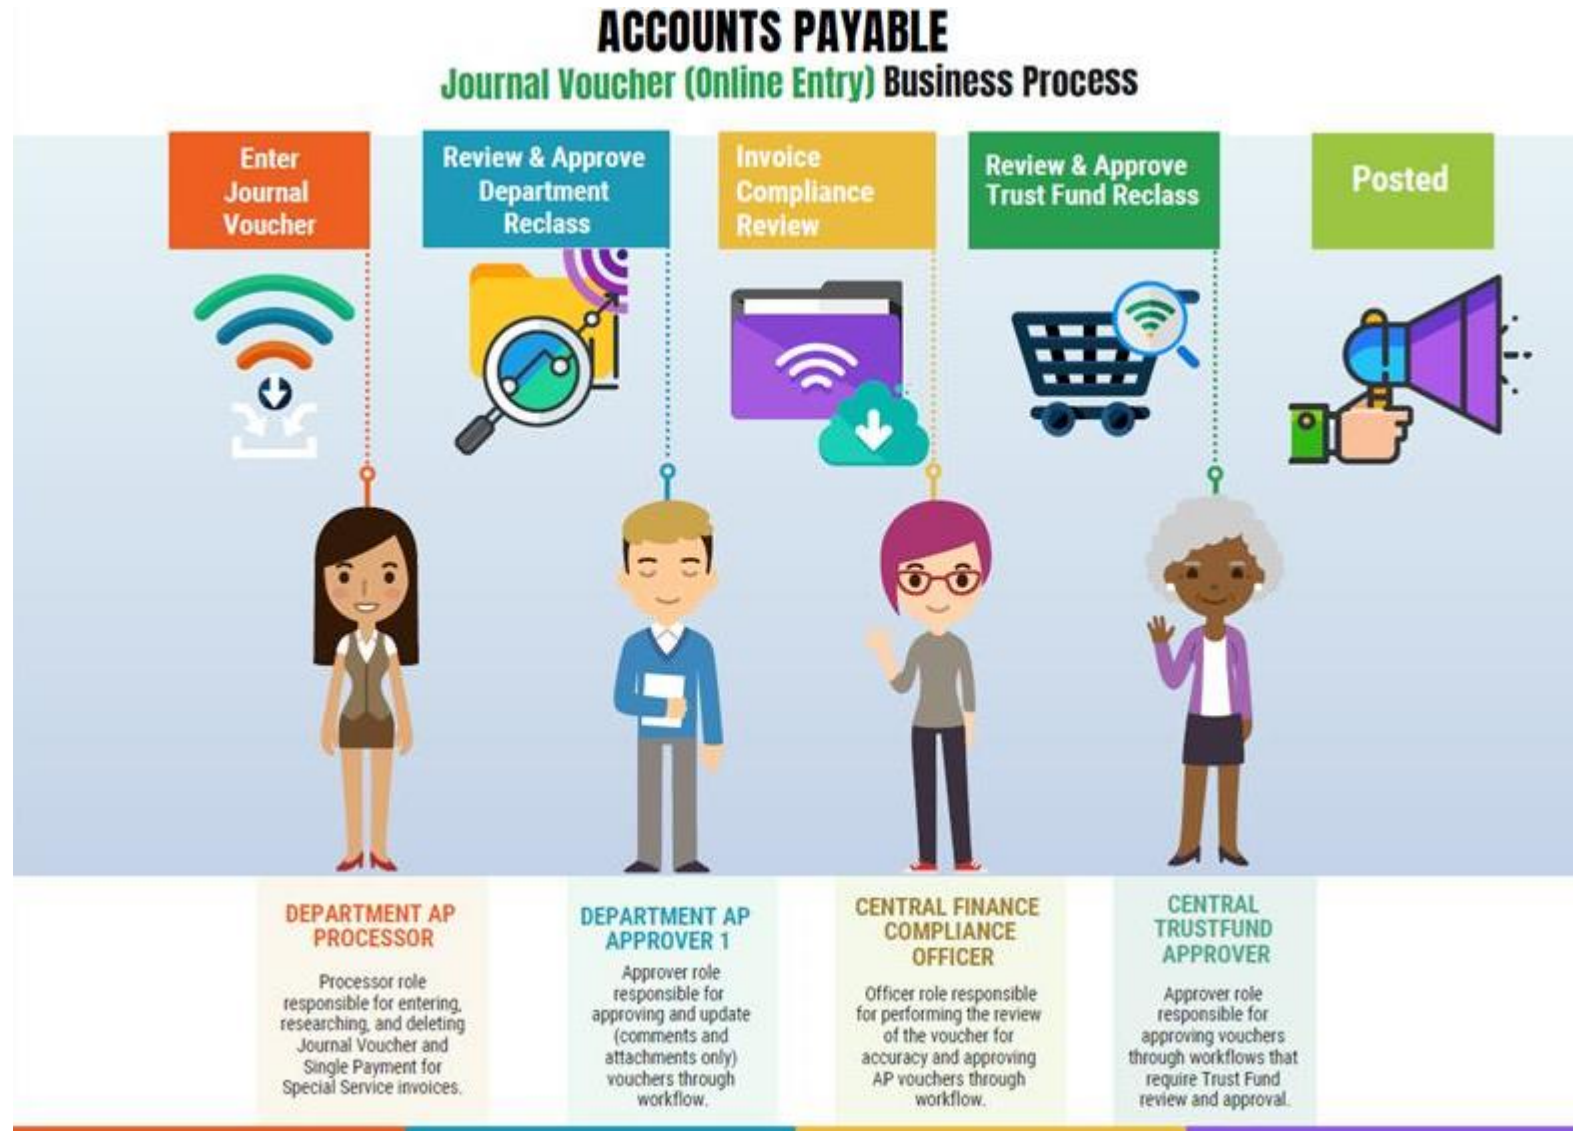 ACCOUNTS PAYABLE
Journal Voucher (Online Entry) Business Process
Enter
Journal
Voucher
Review & Approve
Department
Reclass
Invoice
Compliance
Review
Review & Approve
Trust Fund Reclass
Posted
DEPARTMENT AP
PROCESSOR
Processor role
responsible for entering,
researching, and deleting
Journal Voucher and
Single Payment for
Special Service invoices.
DEPARTMENT AP
APPROVER 1
Approver role
responsible for
approving and update
(comments and
attachments only)
vouchers through
workflow.
CENTRAL FINANCE
COMPLIANCE
OFFICER
Officer role responsible
for performing the review
of the voucher for
accuracy and approving
AP vouchers through
workflow.
CENTRAL
TRUSTFUND
APPROVER
Approver role
responsible for
approving vouchers
through workflows that
require Trust Fund
review and approval.